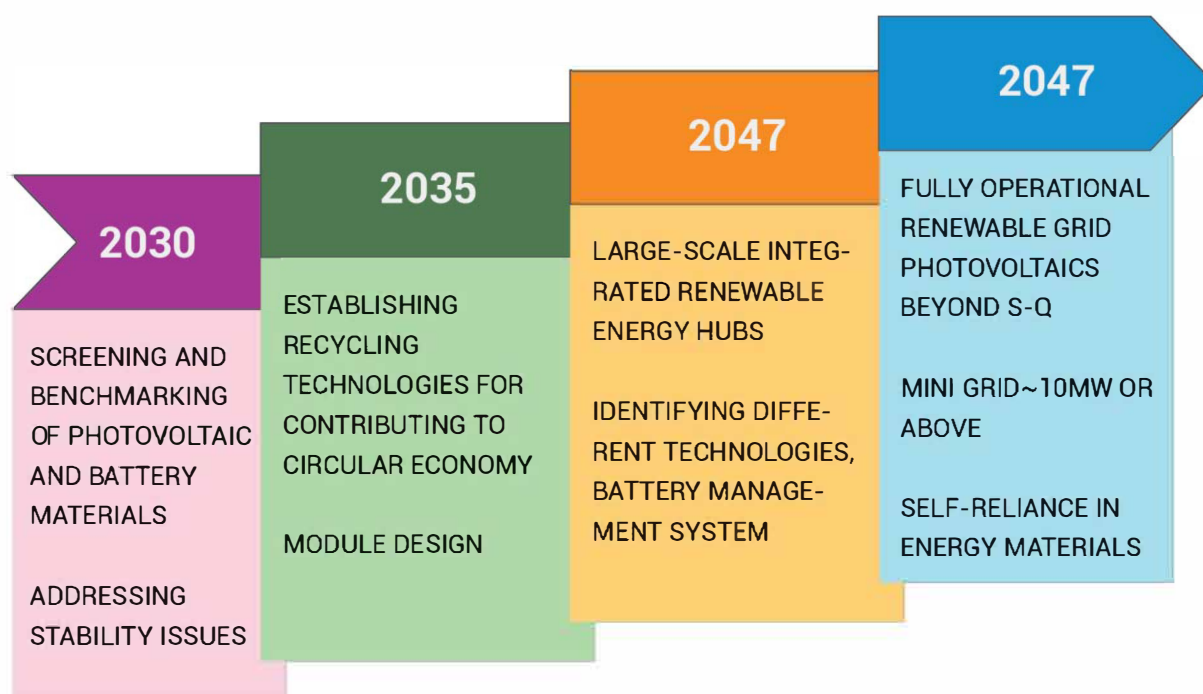 2030
SCREENING AND
BENCHMARKING
OF PHOTOVOLTAIC
AND BATTERY
MATERIALS
ADDRESSING
STABILITY ISSUES
2035
ESTABLISHING
RECYCLING
TECHNOLOGIES FOR
CONTRIBUTING TO
CIRCULAR ECONOMY
MODULE DESIGN
2047
LARGE-SCALE INTEG-
RATED RENEWABLE
ENERGY HUBS
IDENTIFYING DIFFE-
RENT TECHNOLOGIES,
BATTERY MANAGE-
MENT SYSTEM
2047
FULLY OPERATIONAL
RENEWABLE GRID
PHOTOVOLTAICS
BEYOND S-Q
MINI GRID~10MW OR
ABOVE
SELF-RELIANCE IN
ENERGY MATERIALS